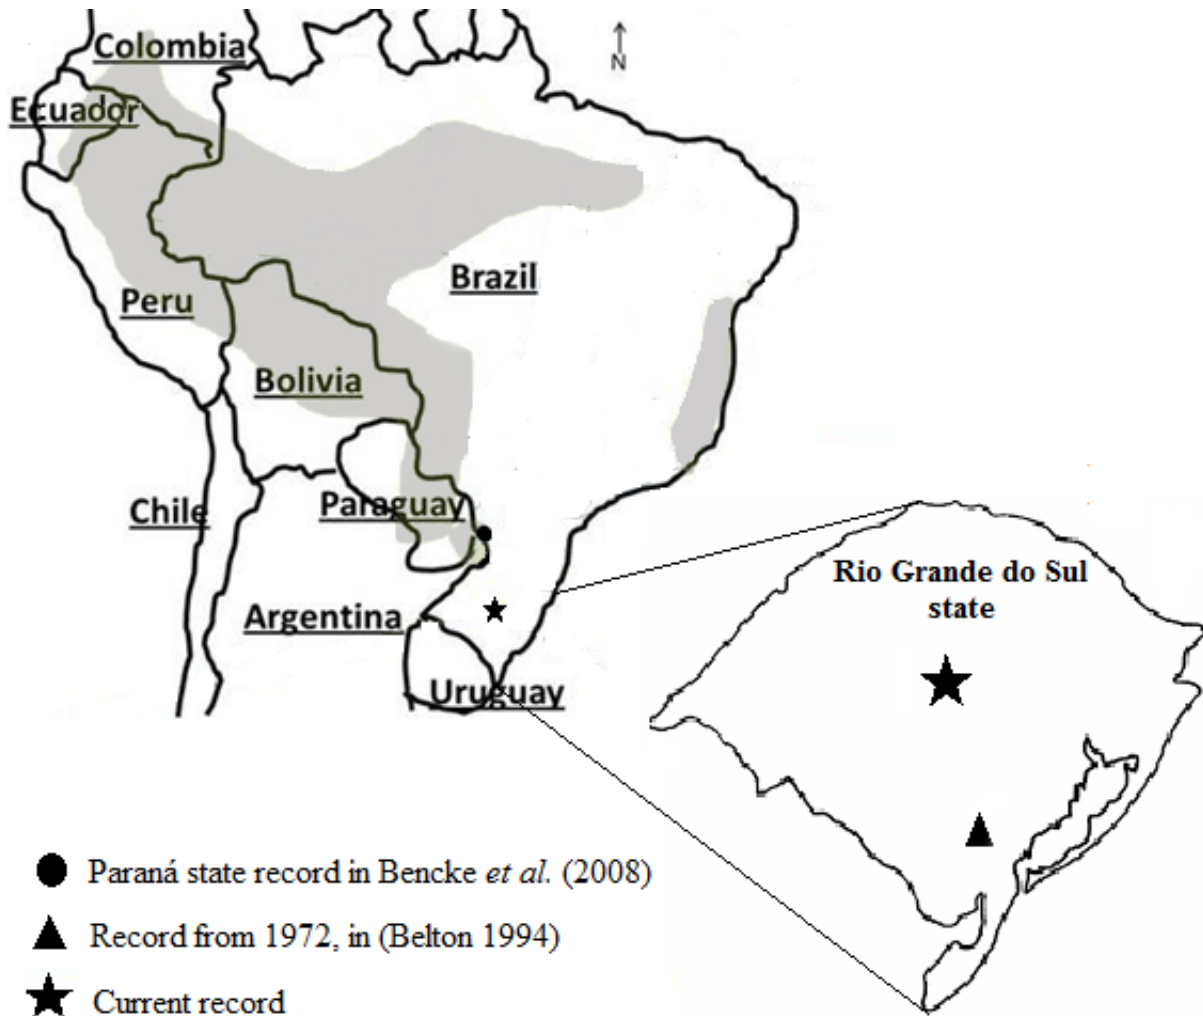 Colombia
N
Ecuador
Brazil
Peru
Bolivia
Paraguay
Chile
Rio Grande do Sul
state
Argentina
Uruguay
Paraná state record in Bencke et al. (2008)
Record from 1972, in (Belton 1994)
Current record